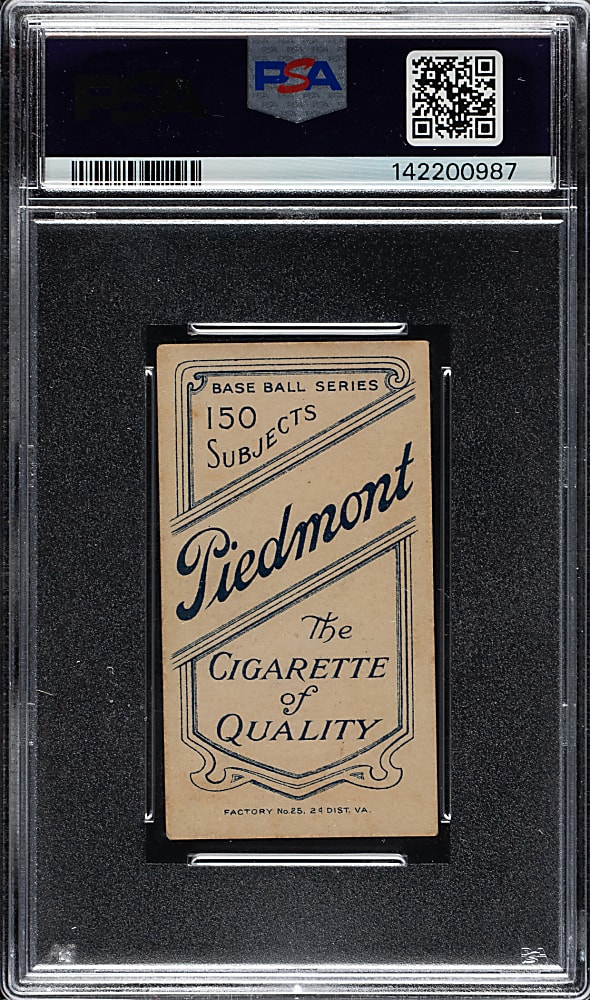 PSA
142200987
BASE BALL SERIES
150
SUBJECTS
Piedmont
The
CIGARETTE
of
QUALITY
FACTORY No. 25, 2d DIST. VA.